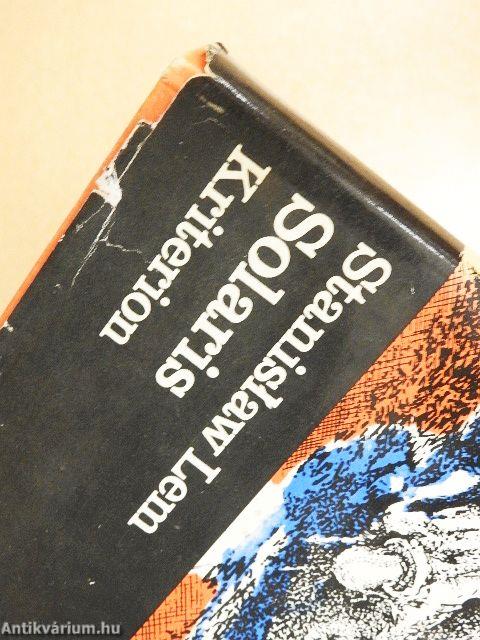 Stanisław Lem
Solaris
Kriterion
Antikvárium.hu